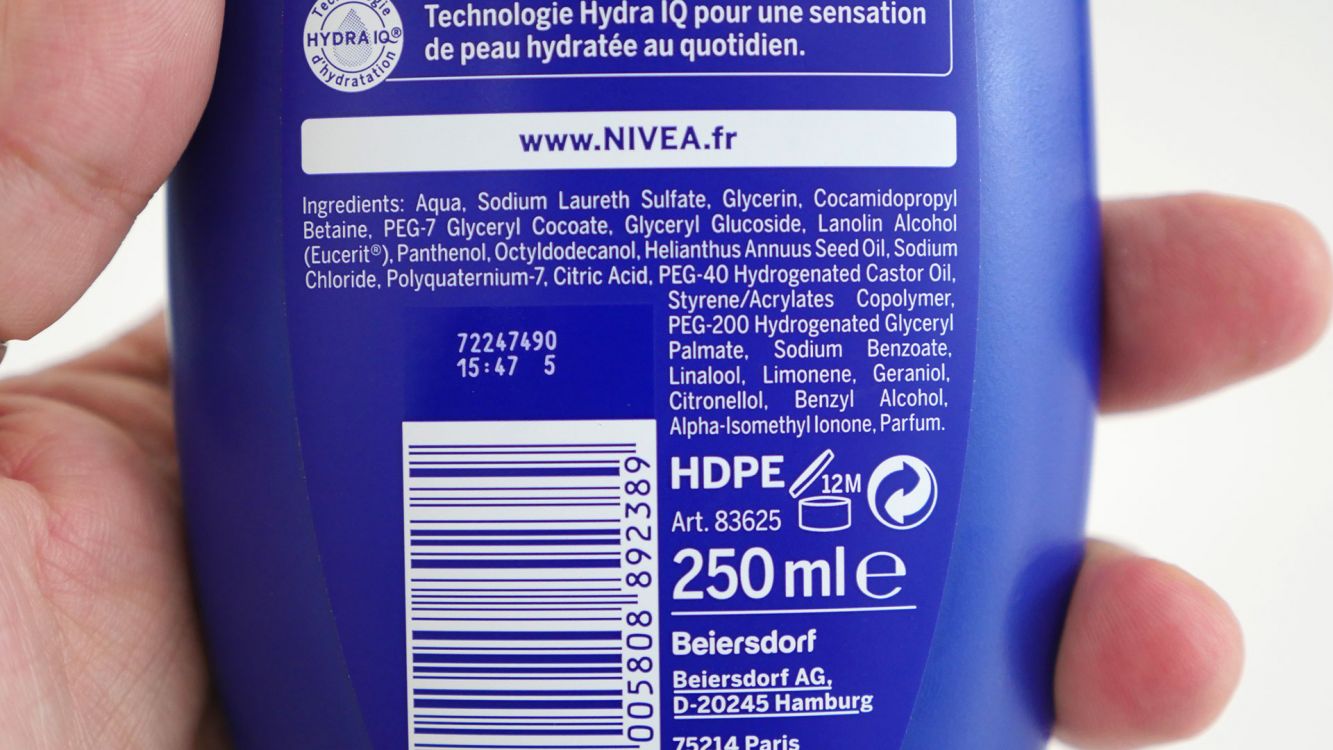 Technologie
HYDRA IQ®
d'hydratation
Technologie Hydra IQ pour une sensation
de peau hydratée au quotidien.
www.NIVEA.fr
Ingredients: Aqua, Sodium Laureth Sulfate, Glycerin, Cocamidopropyl
Betaine, PEG-7 Glyceryl Cocoate, Glyceryl Glucoside, Lanolin Alcohol
(Eucerit®), Panthenol, Octyldodecanol, Helianthus Annuus Seed Oil, Sodium
Chloride, Polyquaternium-7, Citric Acid, PEG-40 Hydrogenated Castor Oil,
Styrene/Acrylates Copolymer,
PEG-200 Hydrogenated Glyceryl
Palmate, Sodium Benzoate,
Linalool, Limonene, Geraniol,
Citronellol, Benzyl Alcohol,
Alpha-Isomethyl Ionone, Parfum.
72247490
15:47 5
005808 892389
HDPE
12M
Art. 83625
250 ml e
Beiersdorf
Beiersdorf AG,
D-20245 Hamburg
75214 Paris